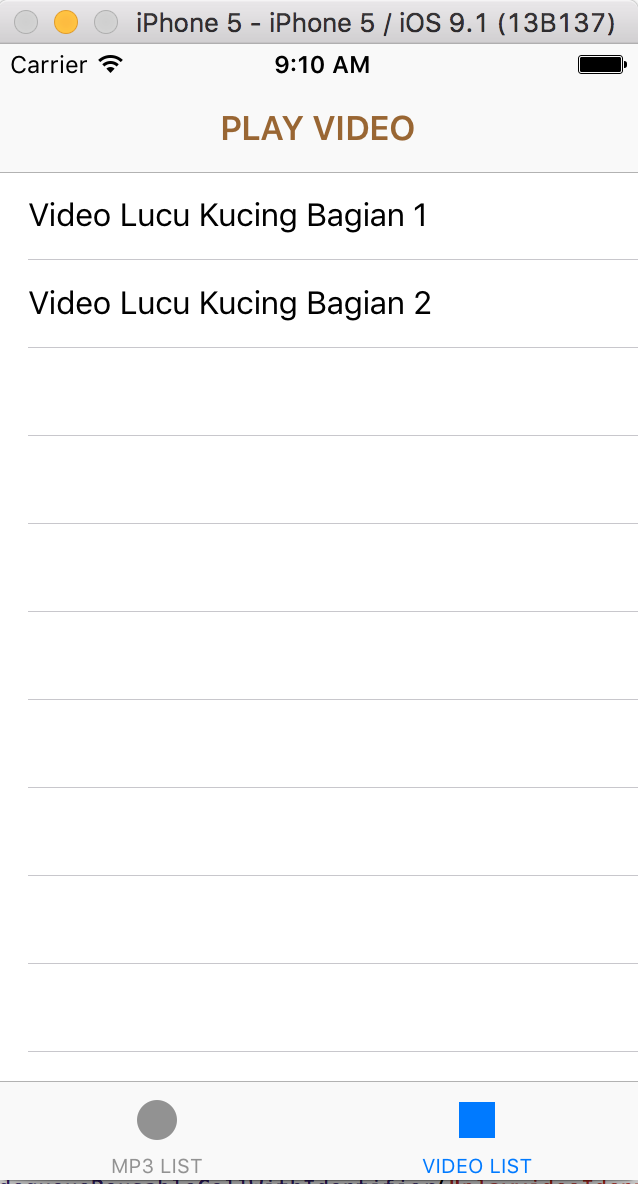 iPhone 5 - iPhone 5 / iOS 9.1 (13B137)
Carrier 9:10 AM
PLAY VIDEO
Video Lucu Kucing Bagian 1
Video Lucu Kucing Bagian 2
MP3 LIST VIDEO LIST